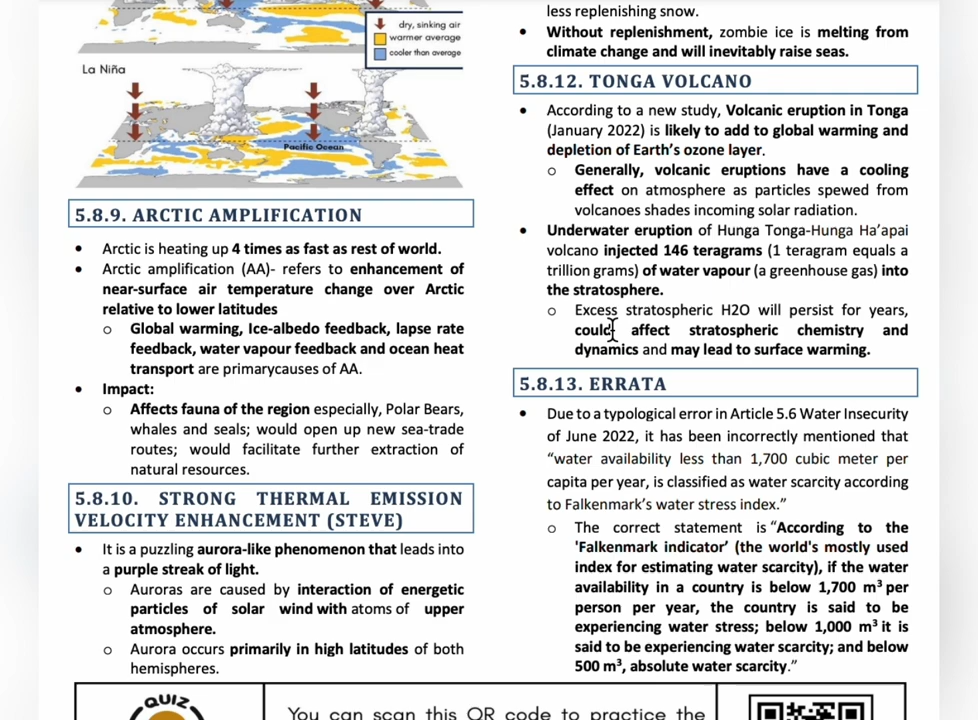 dry, sinking air
warmer average
cooler than average
La Niña
Pacific Ocean
5.8.9. ARCTIC AMPLIFICATION
• Arctic is heating up 4 times as fast as rest of world.
• Arctic amplification (AA)- refers to enhancement of
near-surface air temperature change over Arctic
relative to lower latitudes
o Global warming, Ice-albedo feedback, lapse rate
feedback, water vapour feedback and ocean heat
transport are primarycauses of AA.
• Impact:
o Affects fauna of the region especially, Polar Bears,
whales and seals; would open up new sea-trade
routes; would facilitate further extraction of
natural resources.
5.8.10. STRONG THERMAL EMISSION
VELOCITY ENHANCEMENT (STEVE)
• It is a puzzling aurora-like phenomenon that leads into
a purple streak of light.
o Auroras are caused by interaction of energetic
particles of solar wind with atoms of upper
atmosphere.
o Aurora occurs primarily in high latitudes of both
hemispheres.
less replenishing snow.
• Without replenishment, zombie ice is melting from
climate change and will inevitably raise seas.
5.8.12. TONGA VOLCANO
• According to a new study, Volcanic eruption in Tonga
(January 2022) is likely to add to global warming and
depletion of Earth's ozone layer.
o Generally, volcanic eruptions have a cooling
effect on atmosphere as particles spewed from
volcanoes shades incoming solar radiation.
• Underwater eruption of Hunga Tonga-Hunga Ha'apai
volcano injected 146 teragrams (1 teragram equals a
trillion grams) of water vapour (a greenhouse gas) into
the stratosphere.
o Excess stratospheric H2O will persist for years,
could affect stratospheric chemistry and
dynamics and may lead to surface warming.
5.8.13. ERRATA
• Due to a typological error in Article 5.6 Water Insecurity
of June 2022, it has been incorrectly mentioned that
"water availability less than 1,700 cubic meter per
capita per year, is classified as water scarcity according
to Falkenmark's water stress index."
o The correct statement is "According to the
'Falkenmark indicator' (the world's mostly used
index for estimating water scarcity), if the water
availability in a country is below 1,700 m³ per
person per year, the country is said to be
experiencing water stress; below 1,000 m³ it is
said to be experiencing water scarcity; and below
500 m³, absolute water scarcity."
QUIZ
You can scan this QR code to practice the